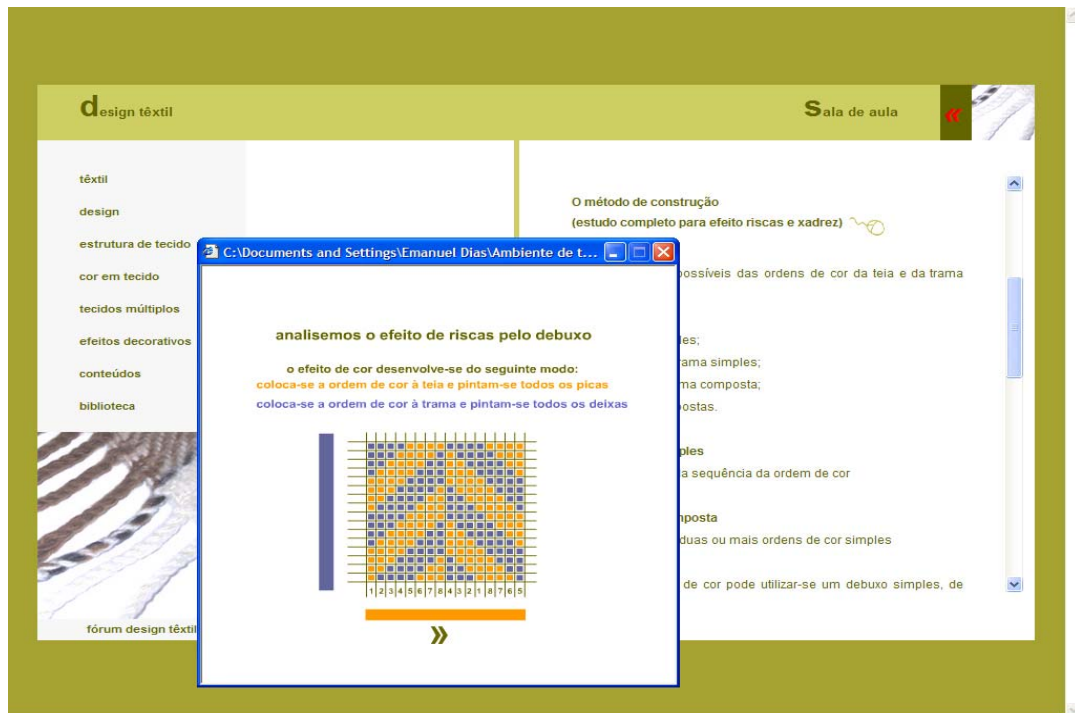 design têxtil
Sala de aula
«
têxtil
design
estrutura de tecido
cor em tecido
tecidos múltiplos
efeitos decorativos
conteúdos
biblioteca
fórum design têxtil
O método de construção
(estudo completo para efeito riscas e xadrez)
possíveis das ordens de cor da teia e da trama
les;
rama simples;
ma composta;
postas.
ples
a sequência da ordem de cor
mposta
duas ou mais ordens de cor simples
de cor pode utilizar-se um debuxo simples, de
C:\Documents and Settings\Emanuel Dias\Ambiente de t...
analisemos o efeito de riscas pelo debuxo
o efeito de cor desenvolve-se do seguinte modo:
coloca-se a ordem de cor à teia e pintam-se todos os picas
coloca-se a ordem de cor à trama e pintam-se todos os deixas
1 2 3 4 5 6 7 8 4 3 2 1 8 7 6 5
»